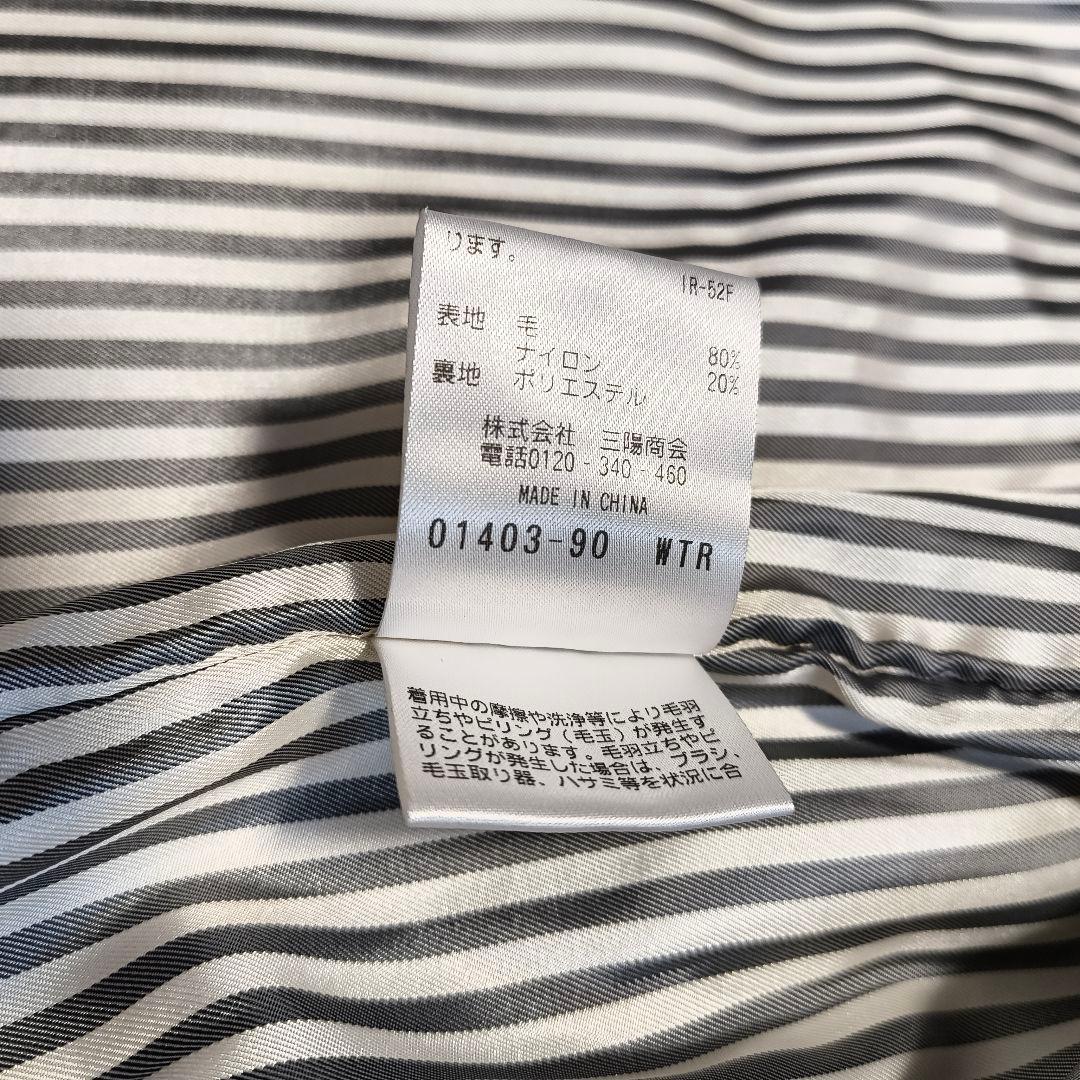 ります。
IR-52F
表地 毛 80%
ナイロン 20%
裏地 ポリエステル
株式会社 三陽商会
電話0120-340-460
MADE IN CHINA
01403-90 WTR
着用中の摩擦や洗浄等により毛羽
立ちやピリング(毛玉)が発生す
ることがあります。毛羽立ちやピ
リングが発生した場合は、ブラシ、
毛玉取り器、ハサミ等を状況に合